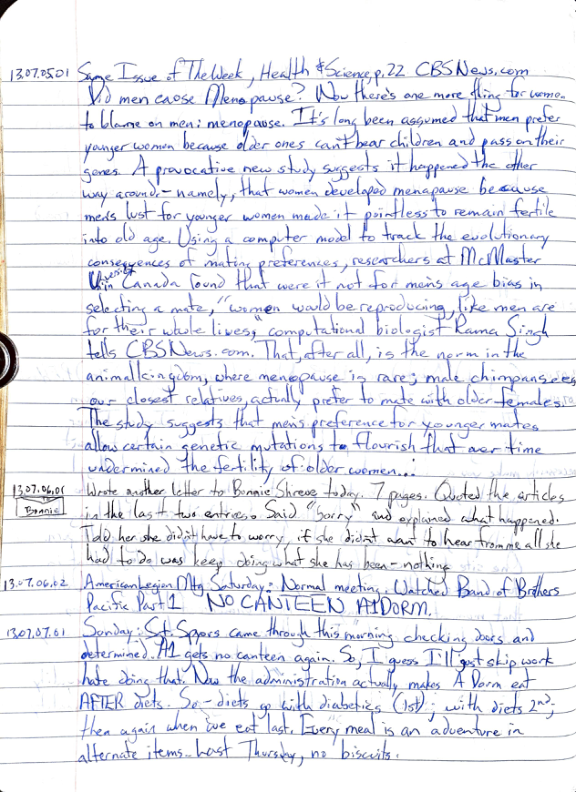 13.07.05.01 Same Issue of The Week, Health & Science, p.22 CBSNews.com
Did men cause Menopause? Now there's one more thing for women
to blame on men: menopause. It's long been assumed that men prefer
younger women because older ones can't bear children and pass on their
genes. A provocative new study suggests it happened the other
way around - namely, that women developed menopause because
men's lust for younger women made it pointless to remain fertile
into old age. Using a computer model to track the evolutionary
consequences of mating preferences, researchers at McMaster
University in Canada found that were it not for men's age bias in
selecting a mate, "women would be reproducing, like men are
for their whole lives," computational biologist Rama Singh
tells CBSNews.com. That, after all, is the norm in the
animal kingdom, where menopause is rare; male chimpanzees
our closest relatives, actually prefer to mate with older females.
The study suggests that men's preference for younger mates
allow certain genetic mutations to flourish that over time
undermined the fertility of older women...
13.07.06.01 Wrote another letter to Bonnie Shreve today. 7 pages. Quoted the articles
Bonnie in the last two entries. Said "Sorry" and explained what happened.
Told her she didn't have to worry, if she didn't want to hear from me all she
had to do was keep doing what she has been - nothing
13.07.06.02 American Legion Mtg Saturday: Normal meeting. Watched Band of Brothers
Pacific Part 1 NO CANTEEN A1 DORM.
13.07.07.01 Sunday: Sgt. came through this morning checking doors and
determined A1 gets no canteen again. So, I guess I'll just skip work
hate doing that. Now the administration actually makes A Dorm eat
AFTER diets. So - diets go with diabetics (1st); with diets 2nd;
then again when we eat last. Every meal is an adventure in
alternate items. Last Thursday, no biscuits.